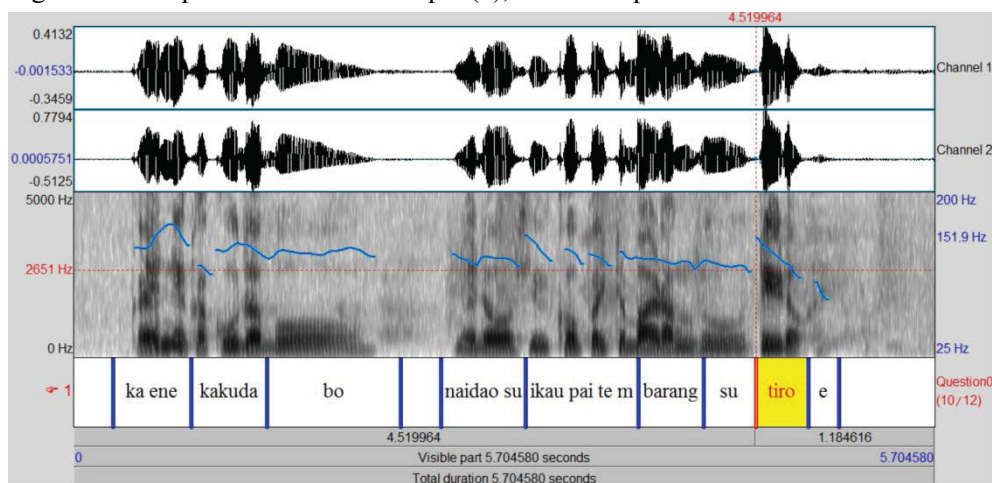 4.519964
0.4132
-0.001533
-0.3459
Channel 1
0.7794
0.0005751
-0.5125
Channel 2
5000 Hz
2651 Hz
0 Hz
200 Hz
151.9 Hz
25 Hz
1 ka ene kakuda bo naidao su ikau pai te m barang su tiro e
Question0
(10/12)
4.519964 1.184616
0 Visible part 5.704580 seconds 5.704580
Total duration 5.704580 seconds